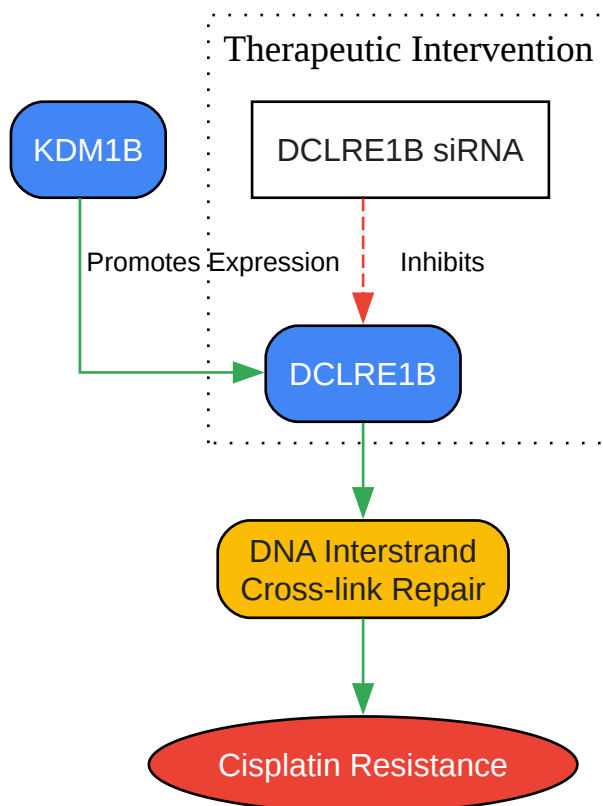 Therapeutic Intervention
KDM1B
DCLRE1B siRNA
Promotes Expression
Inhibits
DCLRE1B
DNA Interstrand
Cross-link Repair
Cisplatin Resistance